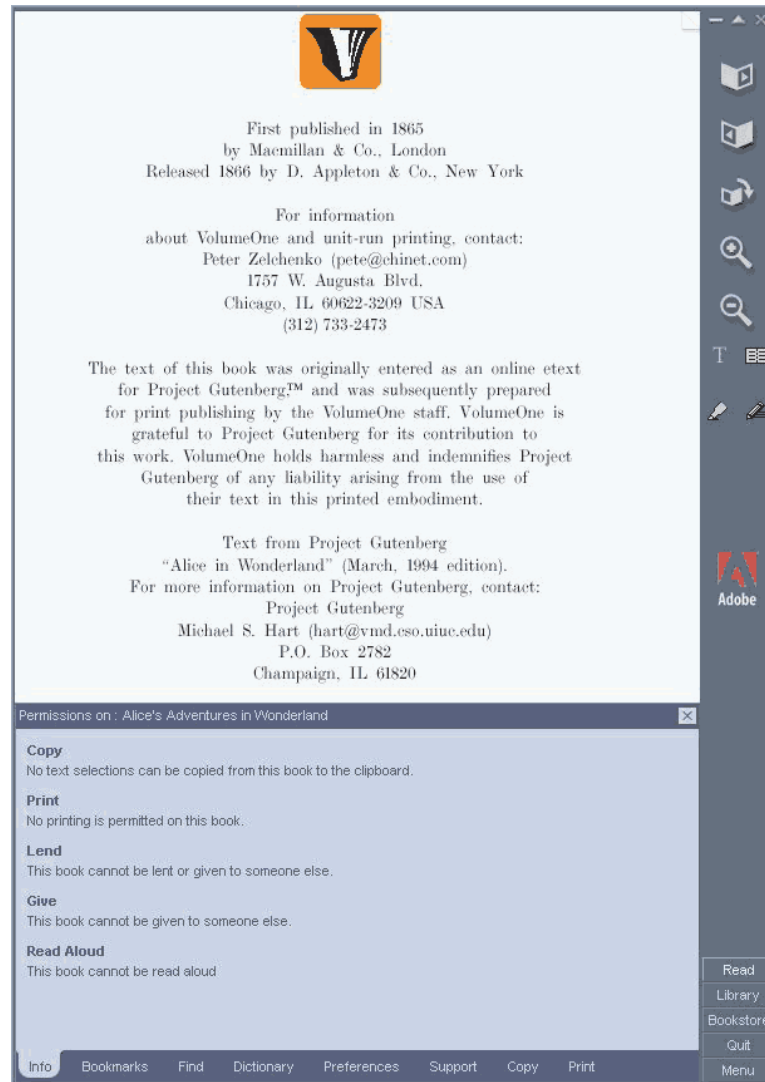 First published in 1865
by Macmillan & Co., London
Released 1866 by D. Appleton & Co., New York
For information
about VolumeOne and unit-run printing, contact:
Peter Zelchenko (pete@chinet.com)
1757 W. Augusta Blvd.
Chicago, IL 60622-3209 USA
(312) 733-2473
The text of this book was originally entered as an online etext
for Project Gutenberg,™ and was subsequently prepared
for print publishing by the VolumeOne staff. VolumeOne is
grateful to Project Gutenberg for its contribution to
this work. VolumeOne holds harmless and indemnifies Project
Gutenberg of any liability arising from the use of
their text in this printed embodiment.
Text from Project Gutenberg
“Alice in Wonderland” (March, 1994 edition).
For more information on Project Gutenberg, contact:
Project Gutenberg
Michael S. Hart (hart@vmd.cso.uiuc.edu)
P.O. Box 2782
Champaign, IL 61820
T
Adobe
Permissions on : Alice's Adventures in Wonderland
Copy
No text selections can be copied from this book to the clipboard.
Print
No printing is permitted on this book.
Lend
This book cannot be lent or given to someone else.
Give
This book cannot be given to someone else.
Read Aloud
This book cannot be read aloud
Read
Library
Bookstore
Quit
Menu
Info Bookmarks Find Dictionary Preferences Support Copy Print